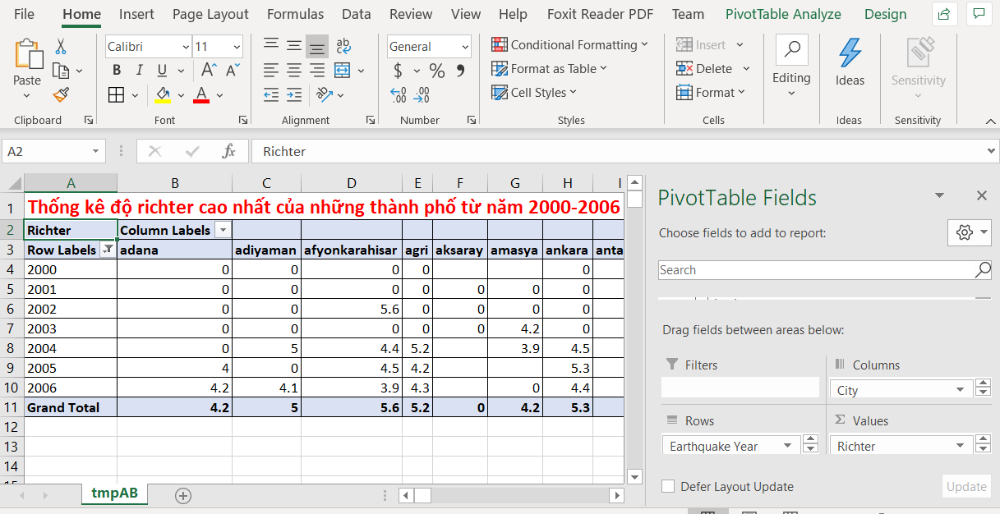 File Home Insert Page Layout Formulas Data Review View Help Foxit Reader PDF Team PivotTable Analyze Design
Calibri 11 ab General Conditional Formatting Insert
Paste B I U A A $ % 9 Format as Table Delete Editing Ideas Sensitivity
A ab .00 .00 Cell Styles Format
Clipboard Font Alignment Number Styles Cells Ideas Sensitivity
A2 fx Richter
A B C D E F G H I
1 Thống kê độ richter cao nhất của những thành phố từ năm 2000-2006
2 Richter Column Labels
3 Row Labels adana adiyaman afyonkarahisar agri aksaray amasya ankara anta
4 2000 0 0 0 0 0
5 2001 0 0 0 0 0 0 0
6 2002 0 0 5.6 0 0 0 0
7 2003 0 0 0 0 0 4.2 0
8 2004 0 5 4.4 5.2 3.9 4.5
9 2005 4 0 4.5 4.2 5.3
10 2006 4.2 4.1 3.9 4.3 0 4.4
11 Grand Total 4.2 5 5.6 5.2 0 4.2 5.3
12
13
14
tmpAB
PivotTable Fields
Choose fields to add to report:
Search
Drag fields between areas below:
Filters Columns
City
Rows Σ Values
Earthquake Year Richter
Defer Layout Update Update